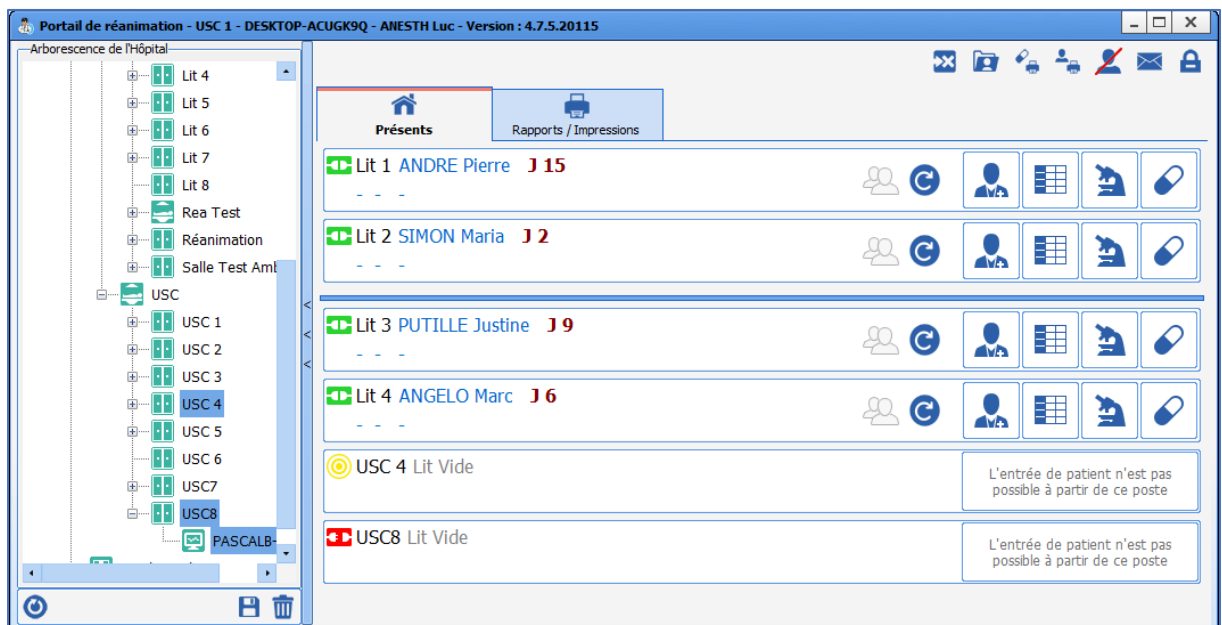 Portail de réanimation - USC 1 - DESKTOP-ACUGK9Q - ANESTH Luc - Version : 4.7.5.20115
Arborescence de l'Hôpital
Lit 4
Lit 5
Lit 6
Lit 7
Lit 8
Rea Test
Réanimation
Salle Test Aml
USC
USC 1
USC 2
USC 3
USC 4
USC 5
USC 6
USC7
USC8
PASCALB-
Présents
Rapports / Impressions
Lit 1 ANDRE Pierre J 15
- - -
Lit 2 SIMON Maria J 2
- - -
Lit 3 PUTILLE Justine J 9
- - -
Lit 4 ANGELO Marc J 6
- - -
USC 4 Lit Vide
L'entrée de patient n'est pas
possible à partir de ce poste
USC8 Lit Vide
L'entrée de patient n'est pas
possible à partir de ce poste